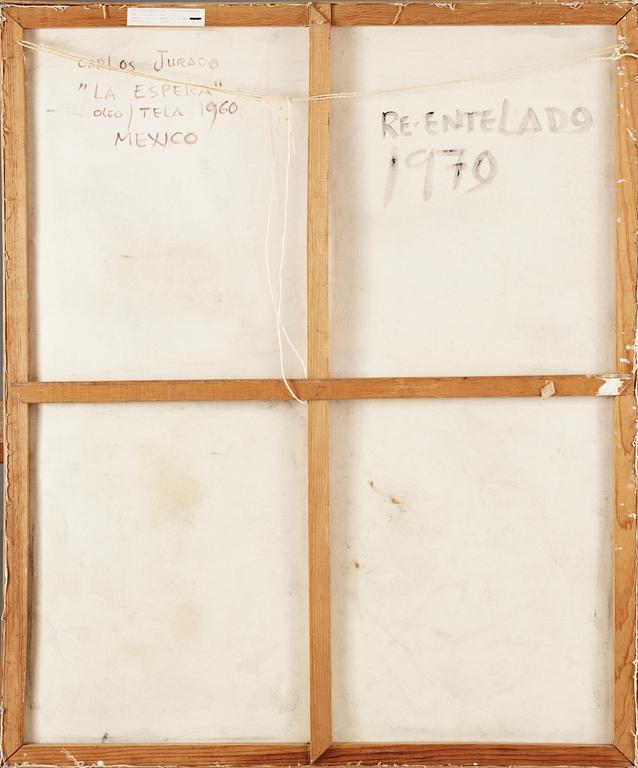 CARLOS JURADO
"LA ESPERA"
OLEO / TELA 1960
MEXICO
RE-ENTELADO
1970